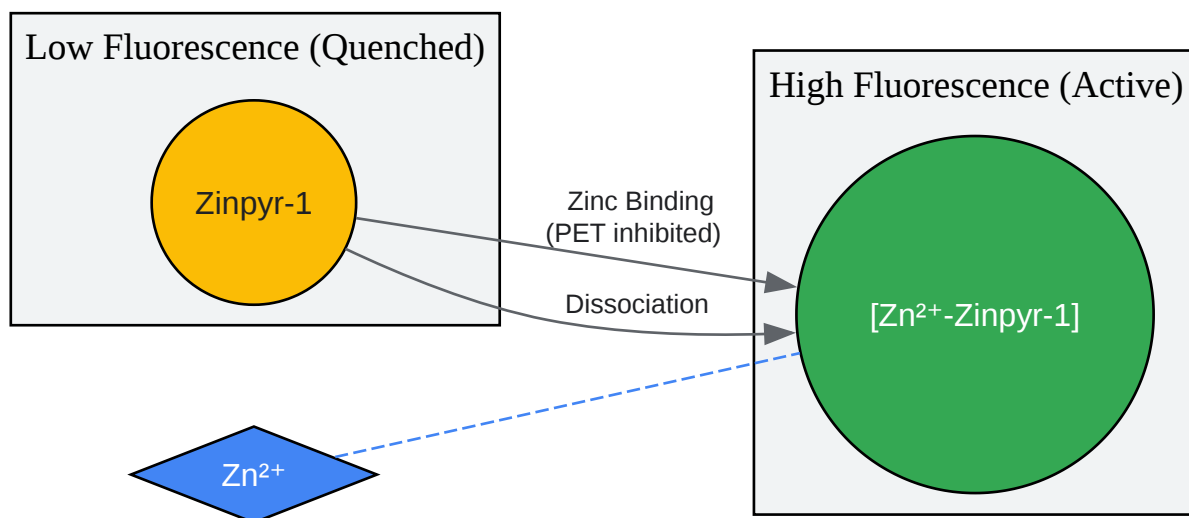 Low Fluorescence (Quenched)
Zinpyr-1
Zinc Binding
(PET inhibited)
Dissociation
High Fluorescence (Active)
[Zn²⁺-Zinpyr-1]
Zn²⁺